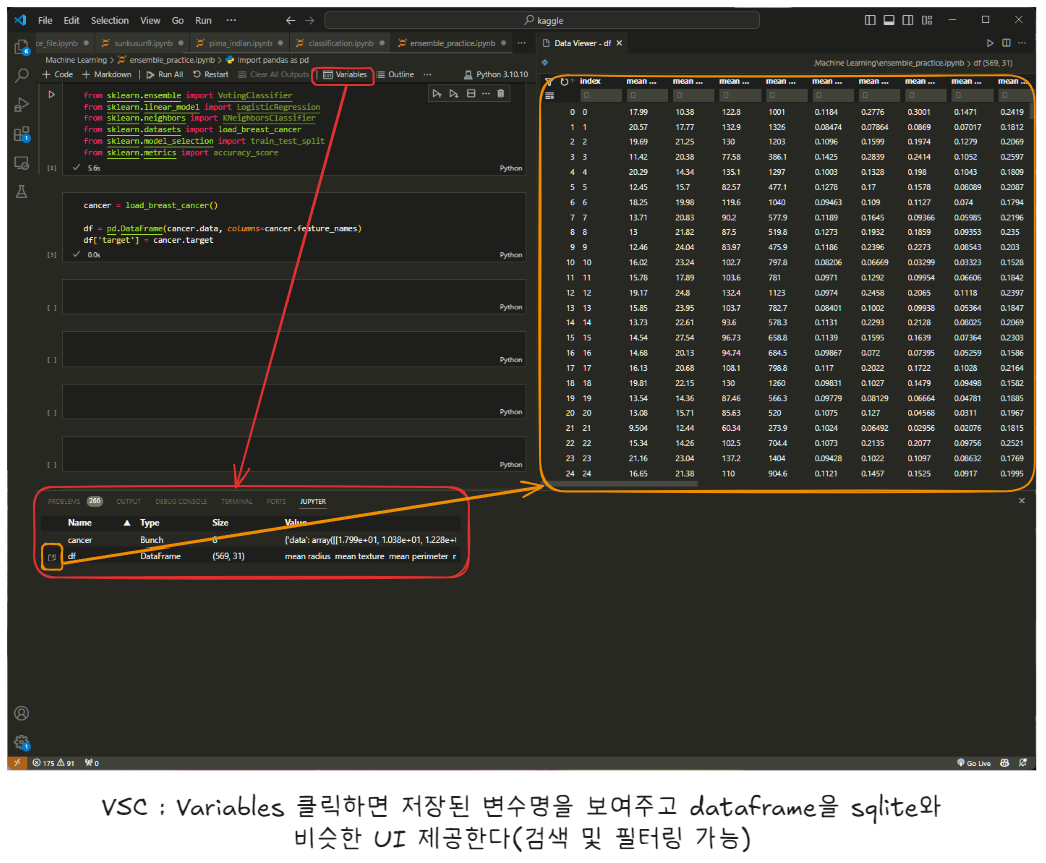 File Edit Selection View Go Run ··· kaggle
ce_file.ipynb sunkusun9.ipynb pima_indian.ipynb classification.ipynb ensemble_practice.ipynb ··· Data Viewer - df
Machine Learning > ensemble_practice.ipynb > import pandas as pd
+ Code + Markdown Run All Restart Clear All Outputs Variables Outline ··· Python 3.10.10
from sklearn.ensemble import VotingClassifier
from sklearn.linear_model import LogisticRegression
from sklearn.neighbors import KNeighborsClassifier
from sklearn.datasets import load_breast_cancer
from sklearn.model_selection import train_test_split
from sklearn.metrics import accuracy_score
[1] 5.6s Python
cancer = load_breast_cancer()
df = pd.DataFrame(cancer.data, columns=cancer.feature_names)
df['target'] = cancer.target
[3] 0.0s Python
[ ] Python
[ ] Python
[ ] Python
[ ] Python
./Machine Learning\ensemble_practice.ipynb > df (569, 31)
index mean ... mean ... mean ... mean ... mean ... mean ... mean ... mean ... mean ...
0 0 17.99 10.38 122.8 1001 0.1184 0.2776 0.3001 0.1471 0.2419
1 1 20.57 17.77 132.9 1326 0.08474 0.07864 0.0869 0.07017 0.1812
2 2 19.69 21.25 130 1203 0.1096 0.1599 0.1974 0.1279 0.2069
3 3 11.42 20.38 77.58 386.1 0.1425 0.2839 0.2414 0.1052 0.2597
4 4 20.29 14.34 135.1 1297 0.1003 0.1328 0.198 0.1043 0.1809
5 5 12.45 15.7 82.57 477.1 0.1278 0.17 0.1578 0.08089 0.2087
6 6 18.25 19.98 119.6 1040 0.09463 0.109 0.1127 0.074 0.1794
7 7 13.71 20.83 90.2 577.9 0.1189 0.1645 0.09366 0.05985 0.2196
8 8 13 21.82 87.5 519.8 0.1273 0.1932 0.1859 0.09353 0.235
9 9 12.46 24.04 83.97 475.9 0.1186 0.2396 0.2273 0.08543 0.203
10 10 16.02 23.24 102.7 797.8 0.08206 0.06669 0.03299 0.03323 0.1528
11 11 15.78 17.89 103.6 781 0.0971 0.1292 0.09954 0.06606 0.1842
12 12 19.17 24.8 132.4 1123 0.0974 0.2458 0.2065 0.1118 0.2397
13 13 15.85 23.95 103.7 782.7 0.08401 0.1002 0.09938 0.05364 0.1847
14 14 13.73 22.61 93.6 578.3 0.1131 0.2293 0.2128 0.08025 0.2069
15 15 14.54 27.54 96.73 658.8 0.1139 0.1595 0.1639 0.07364 0.2303
16 16 14.68 20.13 94.74 684.5 0.09867 0.072 0.07395 0.05259 0.1586
17 17 16.13 20.68 108.1 798.8 0.117 0.2022 0.1722 0.1028 0.2164
18 18 19.81 22.15 130 1260 0.09831 0.1027 0.1479 0.09498 0.1582
19 19 13.54 14.36 87.46 566.3 0.09779 0.08129 0.06664 0.04781 0.1885
20 20 13.08 15.71 85.63 520 0.1075 0.127 0.04568 0.0311 0.1967
21 21 9.504 12.44 60.34 273.9 0.1024 0.06492 0.02956 0.02076 0.1815
22 22 15.34 14.26 102.5 704.4 0.1073 0.2135 0.2077 0.09756 0.2521
23 23 21.16 23.04 137.2 1404 0.09428 0.1022 0.1097 0.08632 0.1769
24 24 16.65 21.38 110 904.6 0.1121 0.1457 0.1525 0.0917 0.1995
PROBLEMS 266 OUTPUT DEBUG CONSOLE TERMINAL PORTS JUPYTER
Name Type Size Value
cancer Bunch 8 {'data': array([[1.799e+01, 1.038e+01, 1.228e+
df DataFrame (569, 31) mean radius mean texture mean perimeter
175 91 0 Go Live
VSC : Variables 클릭하면 저장된 변수명을 보여주고 dataframe을 sqlite와
비슷한 UI 제공한다(검색 및 필터링 가능)